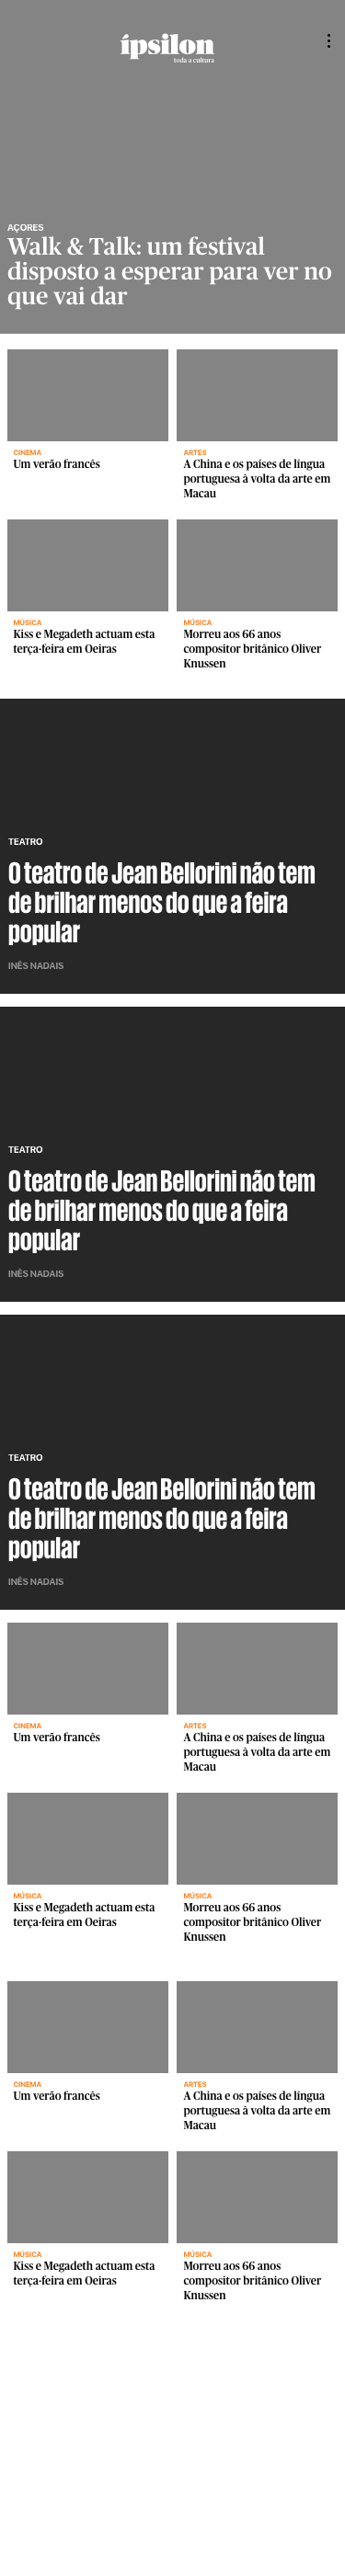 ípsilon
toda a cultura
AÇORES
Walk & Talk: um festival
disposto a esperar para ver no
que vai dar
CINEMA
Um verão francês
ARTES
A China e os países de língua
portuguesa à volta da arte em
Macau
MÚSICA
Kiss e Megadeth actuam esta
terça-feira em Oeiras
MÚSICA
Morreu aos 66 anos
compositor britânico Oliver
Knussen
TEATRO
O teatro de Jean Bellorini não tem
de brilhar menos do que a feira
popular
INÊS NADAIS
TEATRO
O teatro de Jean Bellorini não tem
de brilhar menos do que a feira
popular
INÊS NADAIS
TEATRO
O teatro de Jean Bellorini não tem
de brilhar menos do que a feira
popular
INÊS NADAIS
CINEMA
Um verão francês
ARTES
A China e os países de língua
portuguesa à volta da arte em
Macau
MÚSICA
Kiss e Megadeth actuam esta
terça-feira em Oeiras
MÚSICA
Morreu aos 66 anos
compositor britânico Oliver
Knussen
CINEMA
Um verão francês
ARTES
A China e os países de língua
portuguesa à volta da arte em
Macau
MÚSICA
Kiss e Megadeth actuam esta
terça-feira em Oeiras
MÚSICA
Morreu aos 66 anos
compositor britânico Oliver
Knussen